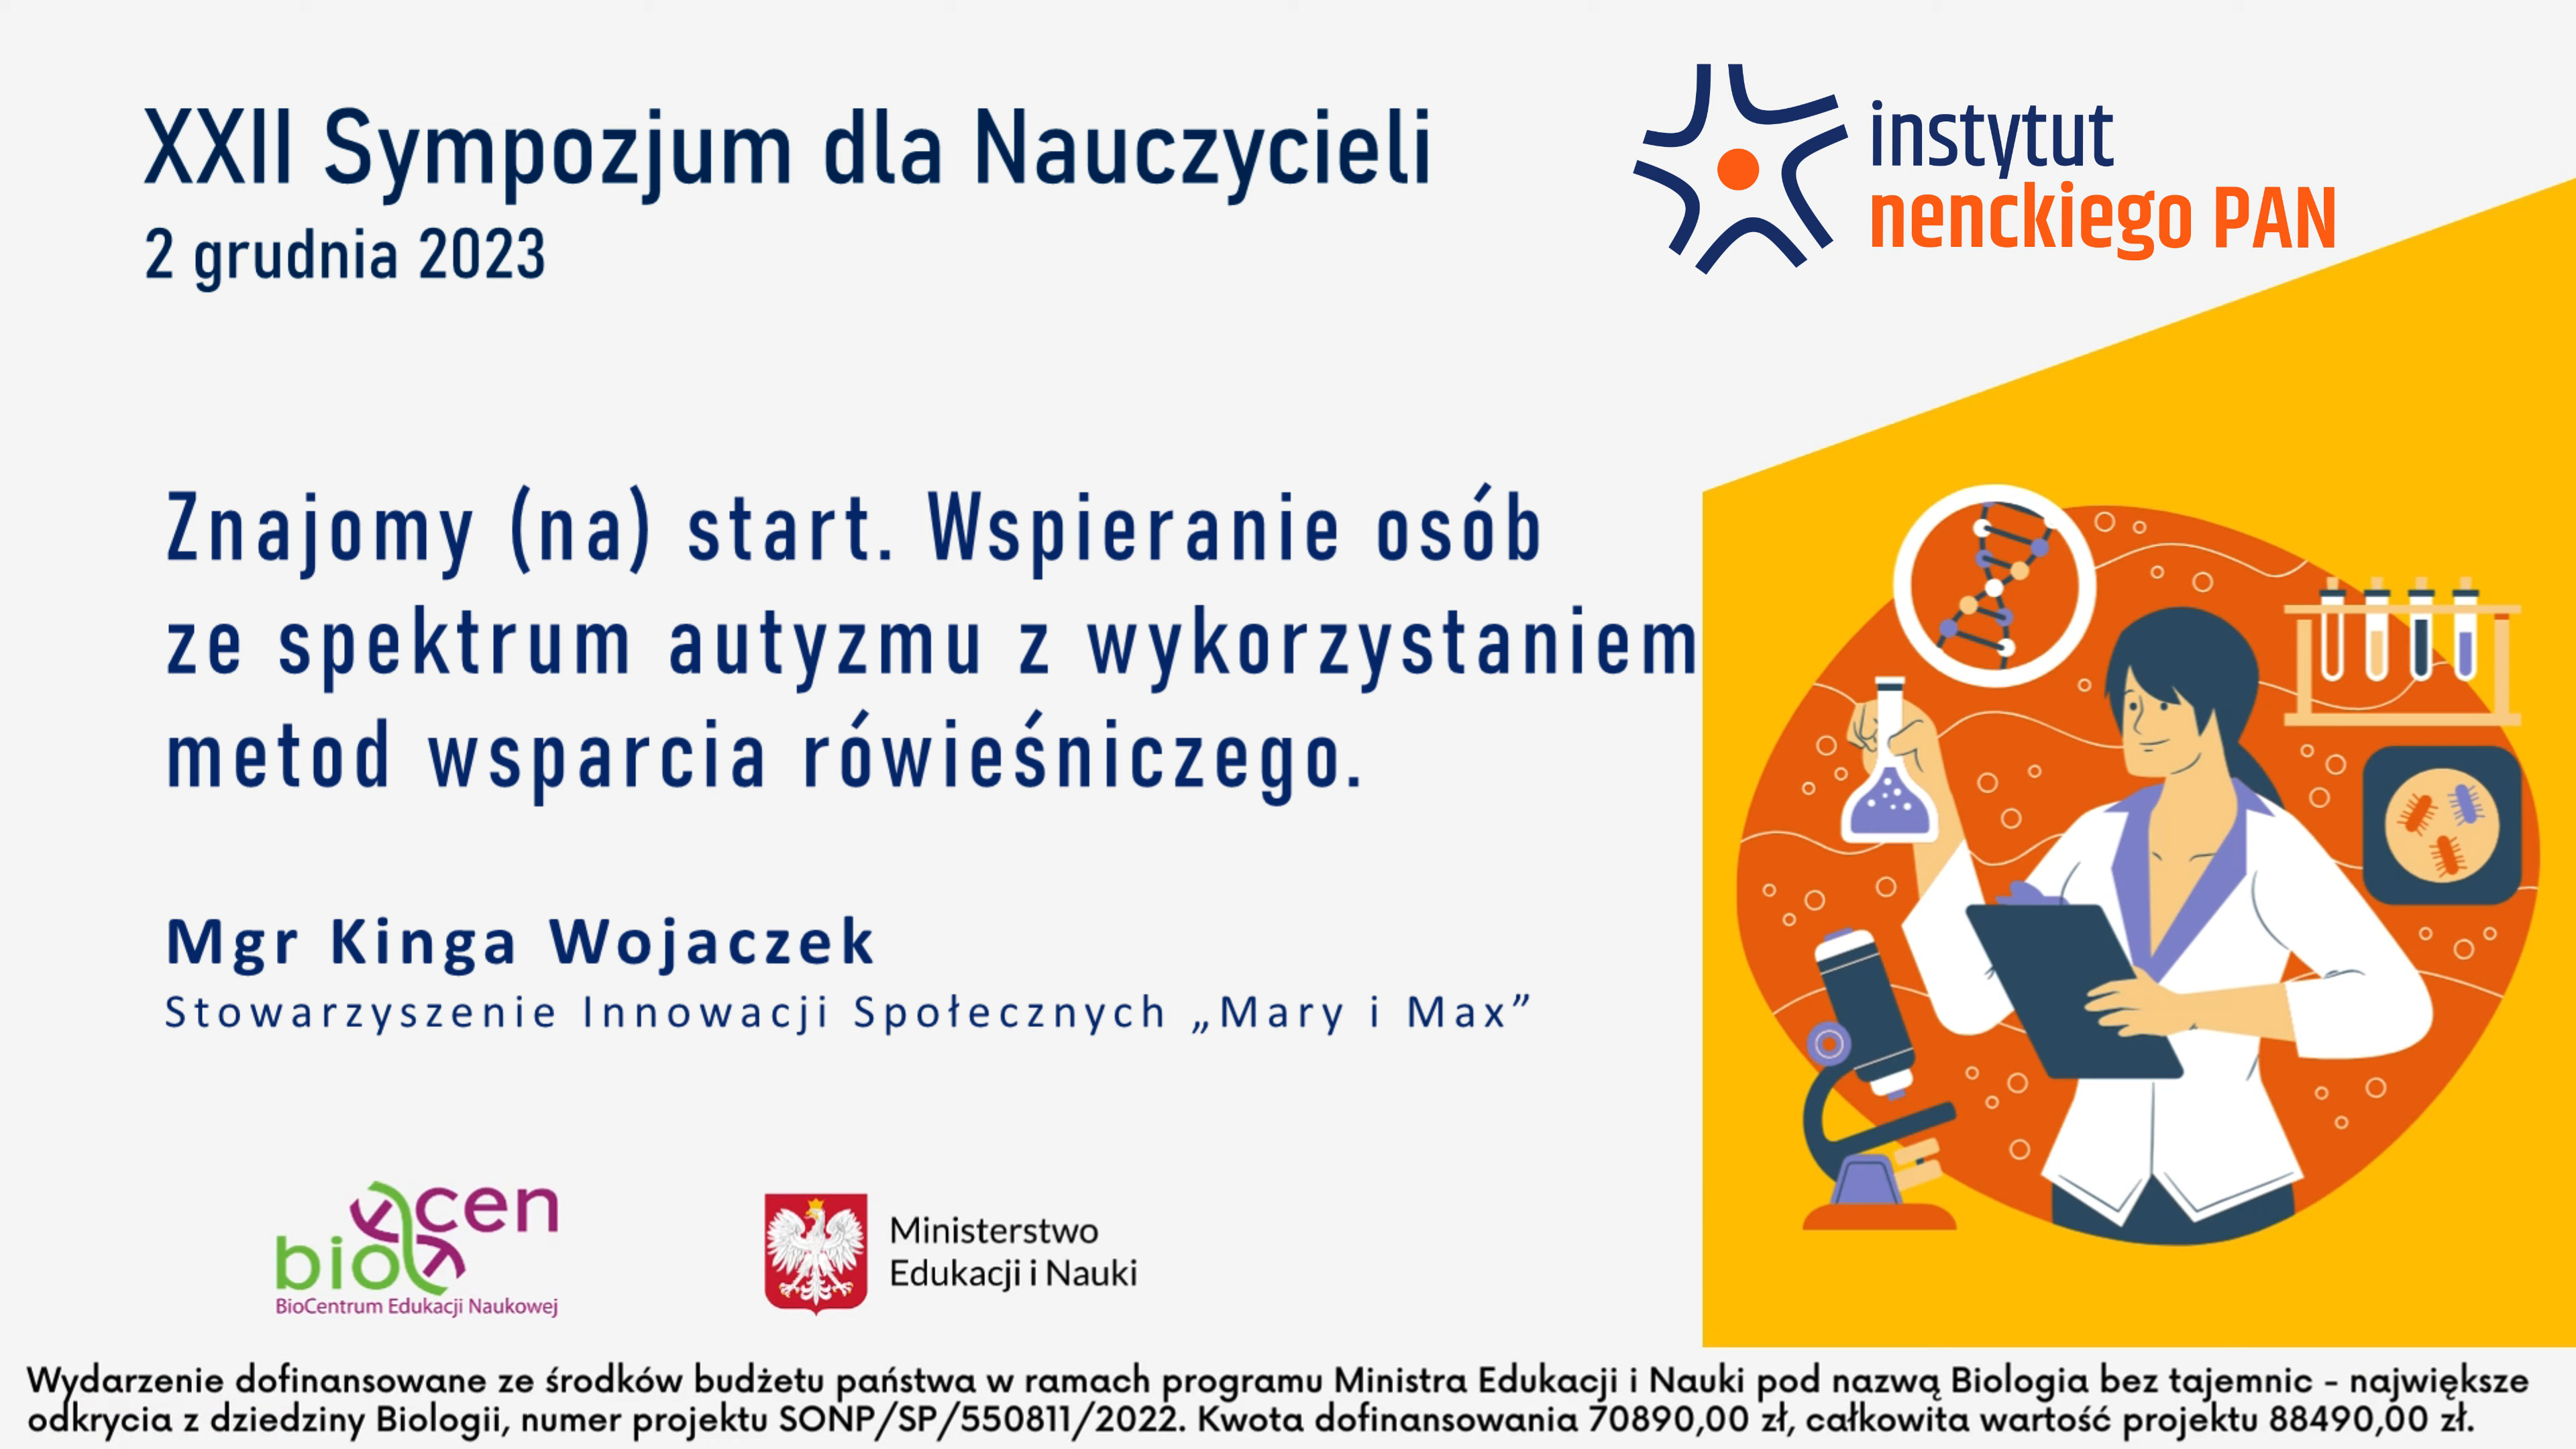 XXII Sympozjum dla Nauczycieli
2 grudnia 2023
instytut
nenckiego PAN
Znajomy (na) start. Wspieranie osób
ze spektrum autyzmu z wykorzystaniem
metod wsparcia rówieśniczego.
Mgr Kinga Wojaczek
Stowarzyszenie Innowacji Społecznych „Mary i Max”
cen
bio
BioCentrum Edukacji Naukowej
Ministerstwo
Edukacji i Nauki
Wydarzenie dofinansowane ze środków budżetu państwa w ramach programu Ministra Edukacji i Nauki pod nazwą Biologia bez tajemnic - największe
odkrycia z dziedziny Biologii, numer projektu SONP/SP/550811/2022. Kwota dofinansowania 70890,00 zł, całkowita wartość projektu 88490,00 zł.